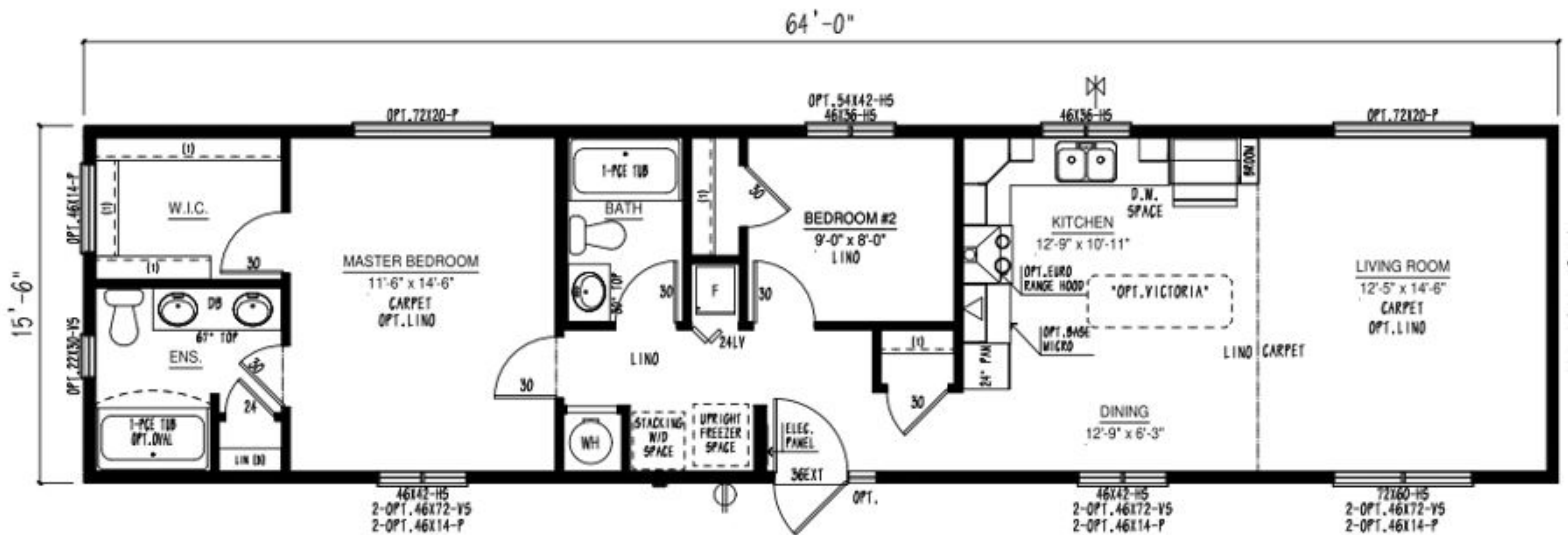 64'-0"
OPT.72X20-P
OPT.54X42-H5
46X36-H5
46X36-H5
OPT.72X20-P
15'-6"
OPT.46X14-P
OPT.22X30-V5
(1)
(1)
W.I.C.
(1)
30
MASTER BEDROOM
11'-6" x 14'-6"
CARPET
OPT.LINO
DB
67" TOP
ENS.
30
24
1-PCE TUB
OPT.OVAL
LIN (3)
30
1-PCE TUB
BATH
30" TOP
30
(1)
30
F
24LV
30
BEDROOM #2
9'-0" x 8'-0"
LINO
LINO
(1)
30
WH
STACKING
W/D
SPACE
UPRIGHT
FREEZER
SPACE
ELEC.
PANEL
36EXT
OPT.
BROOM
D.W.
SPACE
KITCHEN
12'-9" x 10'-11"
OPT.EURO
RANGE HOOD
"OPT.VICTORIA"
OPT.BASE
MICRO
24" PAN
LINO
CARPET
DINING
12'-9" x 6'-3"
LIVING ROOM
12'-5" x 14'-6"
CARPET
OPT.LINO
46X42-H5
2-OPT.46X72-V5
2-OPT.46X14-P
46X42-H5
2-OPT.46X72-V5
2-OPT.46X14-P
72X60-H5
2-OPT.46X72-V5
2-OPT.46X14-P